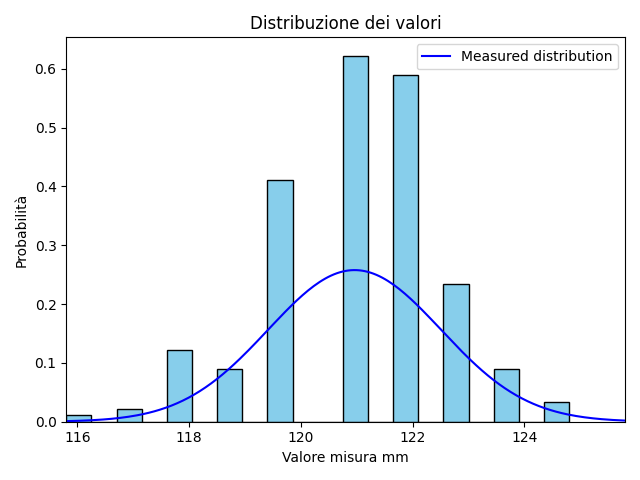 Distribuzione dei valori
Measured distribution
Probabilità
0.6
0.5
0.4
0.3
0.2
0.1
0.0
116 118 120 122 124
Valore misura mm